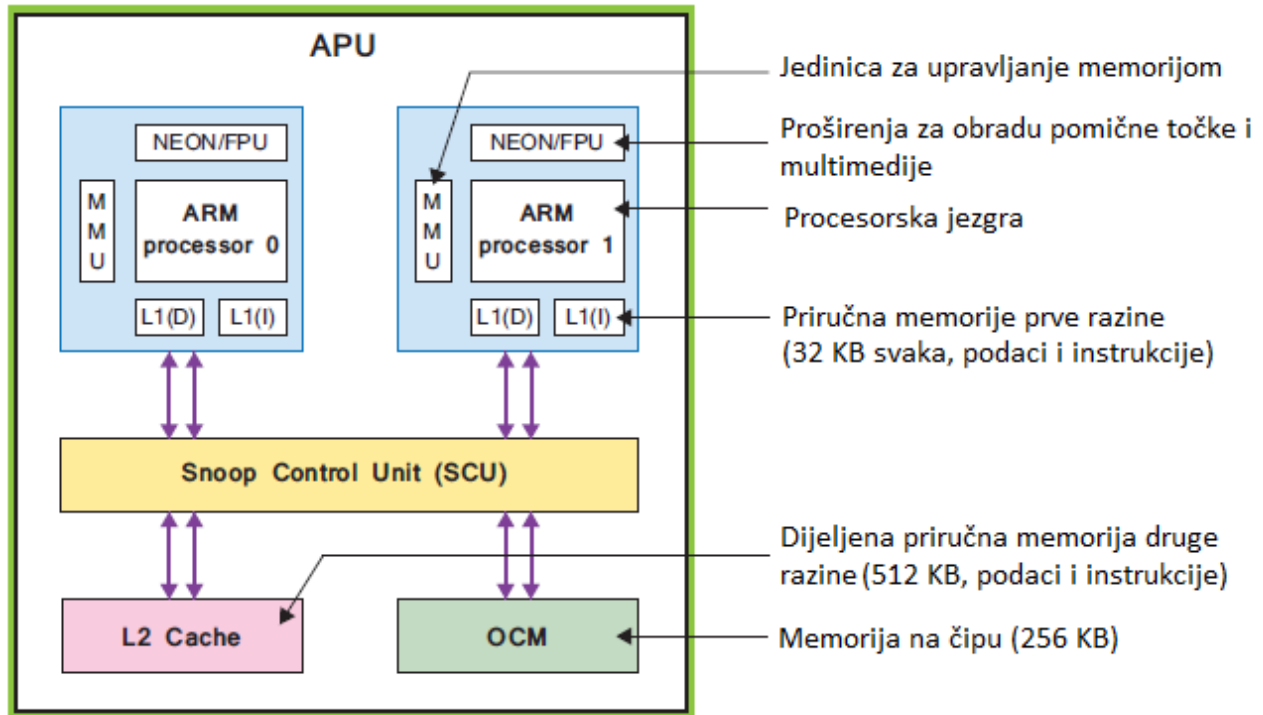 APU
Jedinica za upravljanje memorijom
NEON/FPU
NEON/FPU
Proširenja za obradu pomične točke i
multimedije
M
M
U
ARM
processor 0
M
M
U
ARM
processor 1
Procesorska jezgra
L1(D)
L1(I)
L1(D)
L1(I)
Priručna memorije prve razine
(32 KB svaka, podaci i instrukcije)
Snoop Control Unit (SCU)
Dijeljena priručna memorija druge
razine (512 KB, podaci i instrukcije)
L2 Cache
OCM
Memorija na čipu (256 KB)